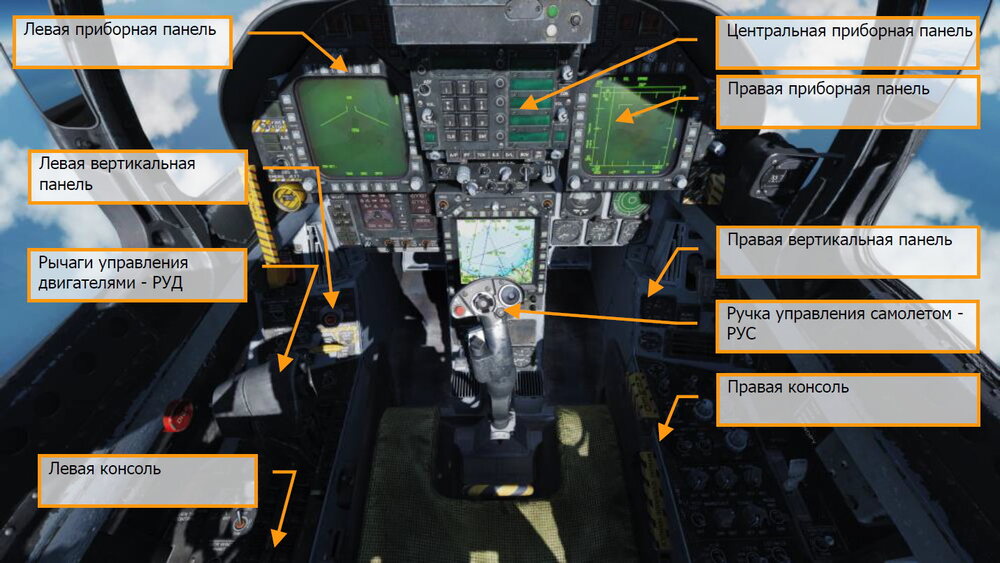 Левая приборная панель
Центральная приборная панель
Правая приборная панель
Левая вертикальная
панель
Правая вертикальная панель
Рычаги управления
двигателями - РУД
Ручка управления самолетом -
РУС
Правая консоль
Левая консоль